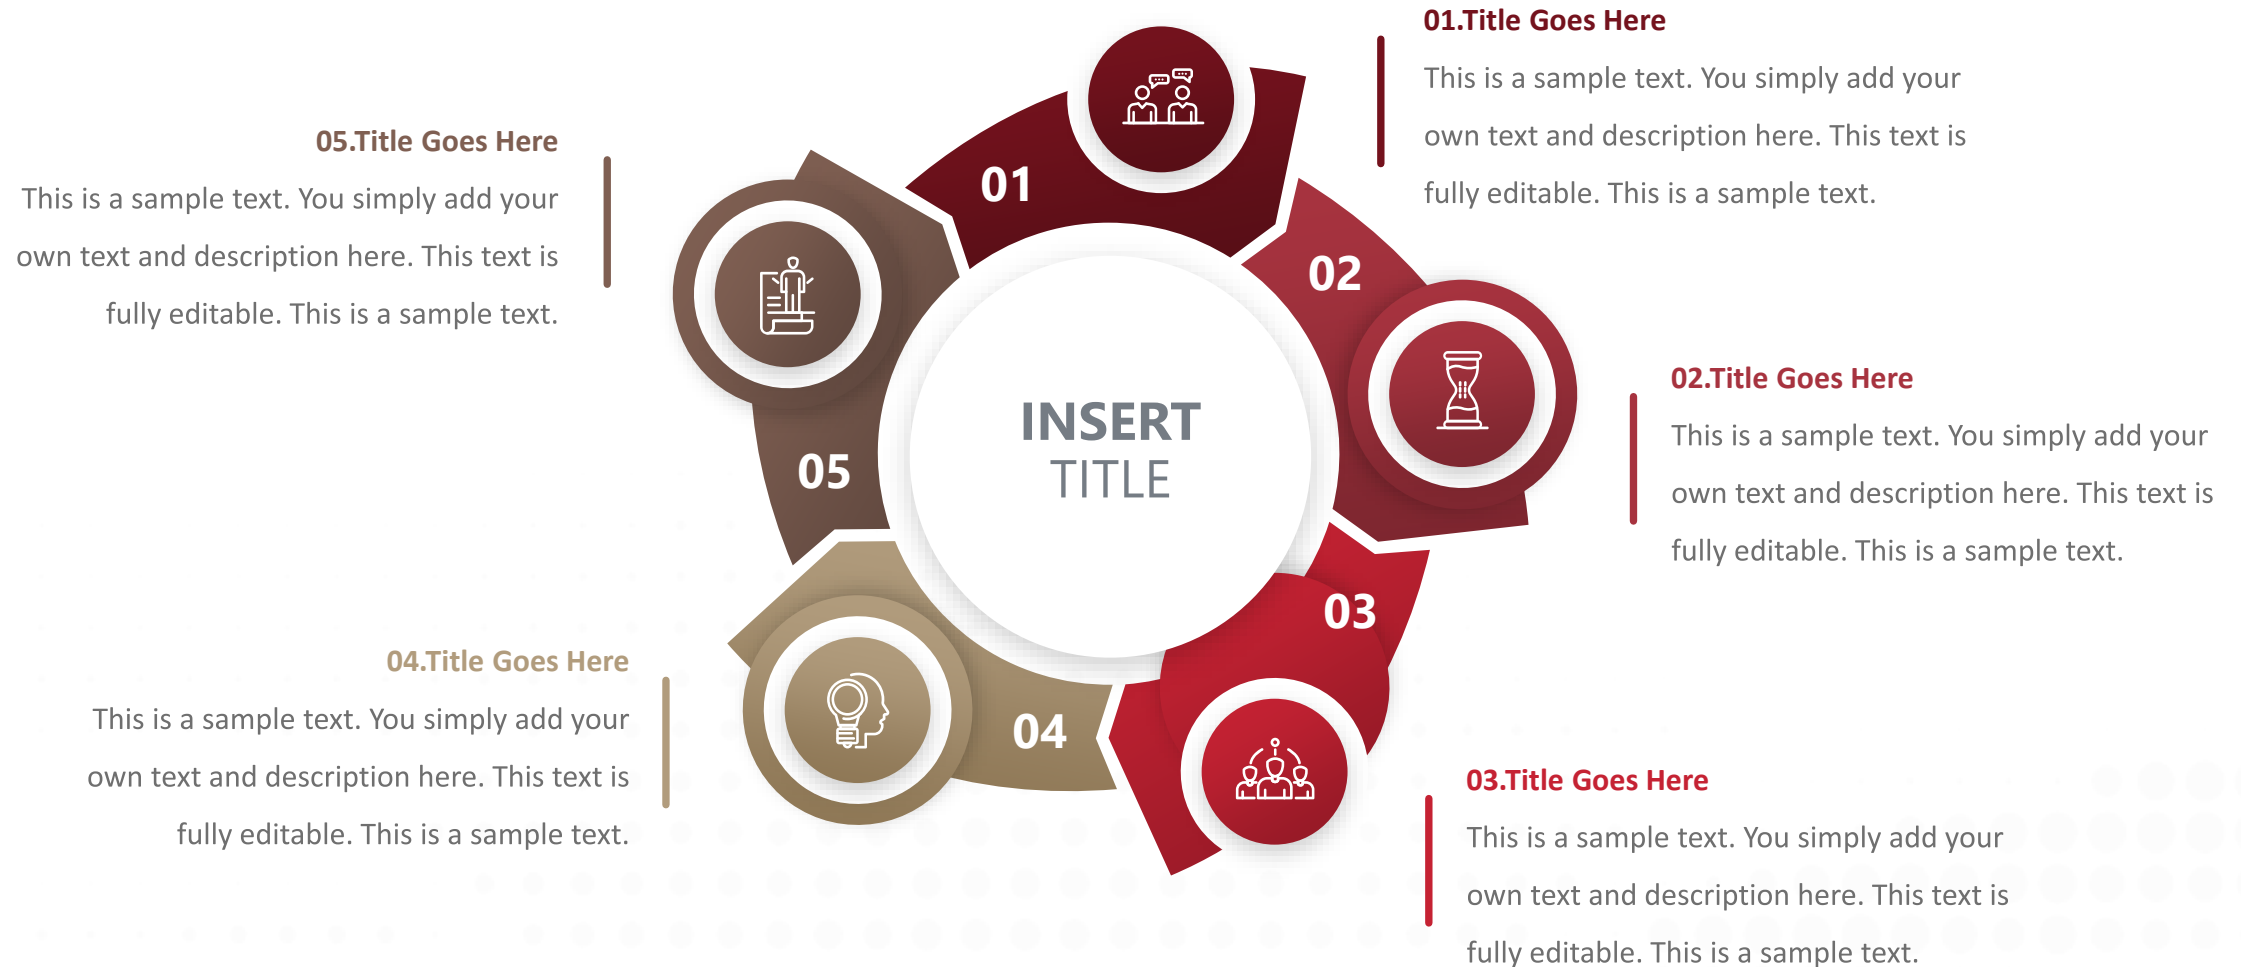 01.Title Goes Here
This is a sample text. You simply add your
own text and description here. This text is
fully editable. This is a sample text.
02.Title Goes Here
This is a sample text. You simply add your
own text and description here. This text is
fully editable. This is a sample text.
03.Title Goes Here
This is a sample text. You simply add your
own text and description here. This text is
fully editable. This is a sample text.
04.Title Goes Here
This is a sample text. You simply add your
own text and description here. This text is
fully editable. This is a sample text.
05.Title Goes Here
This is a sample text. You simply add your
own text and description here. This text is
fully editable. This is a sample text.
01
02
03
04
05
INSERT
TITLE